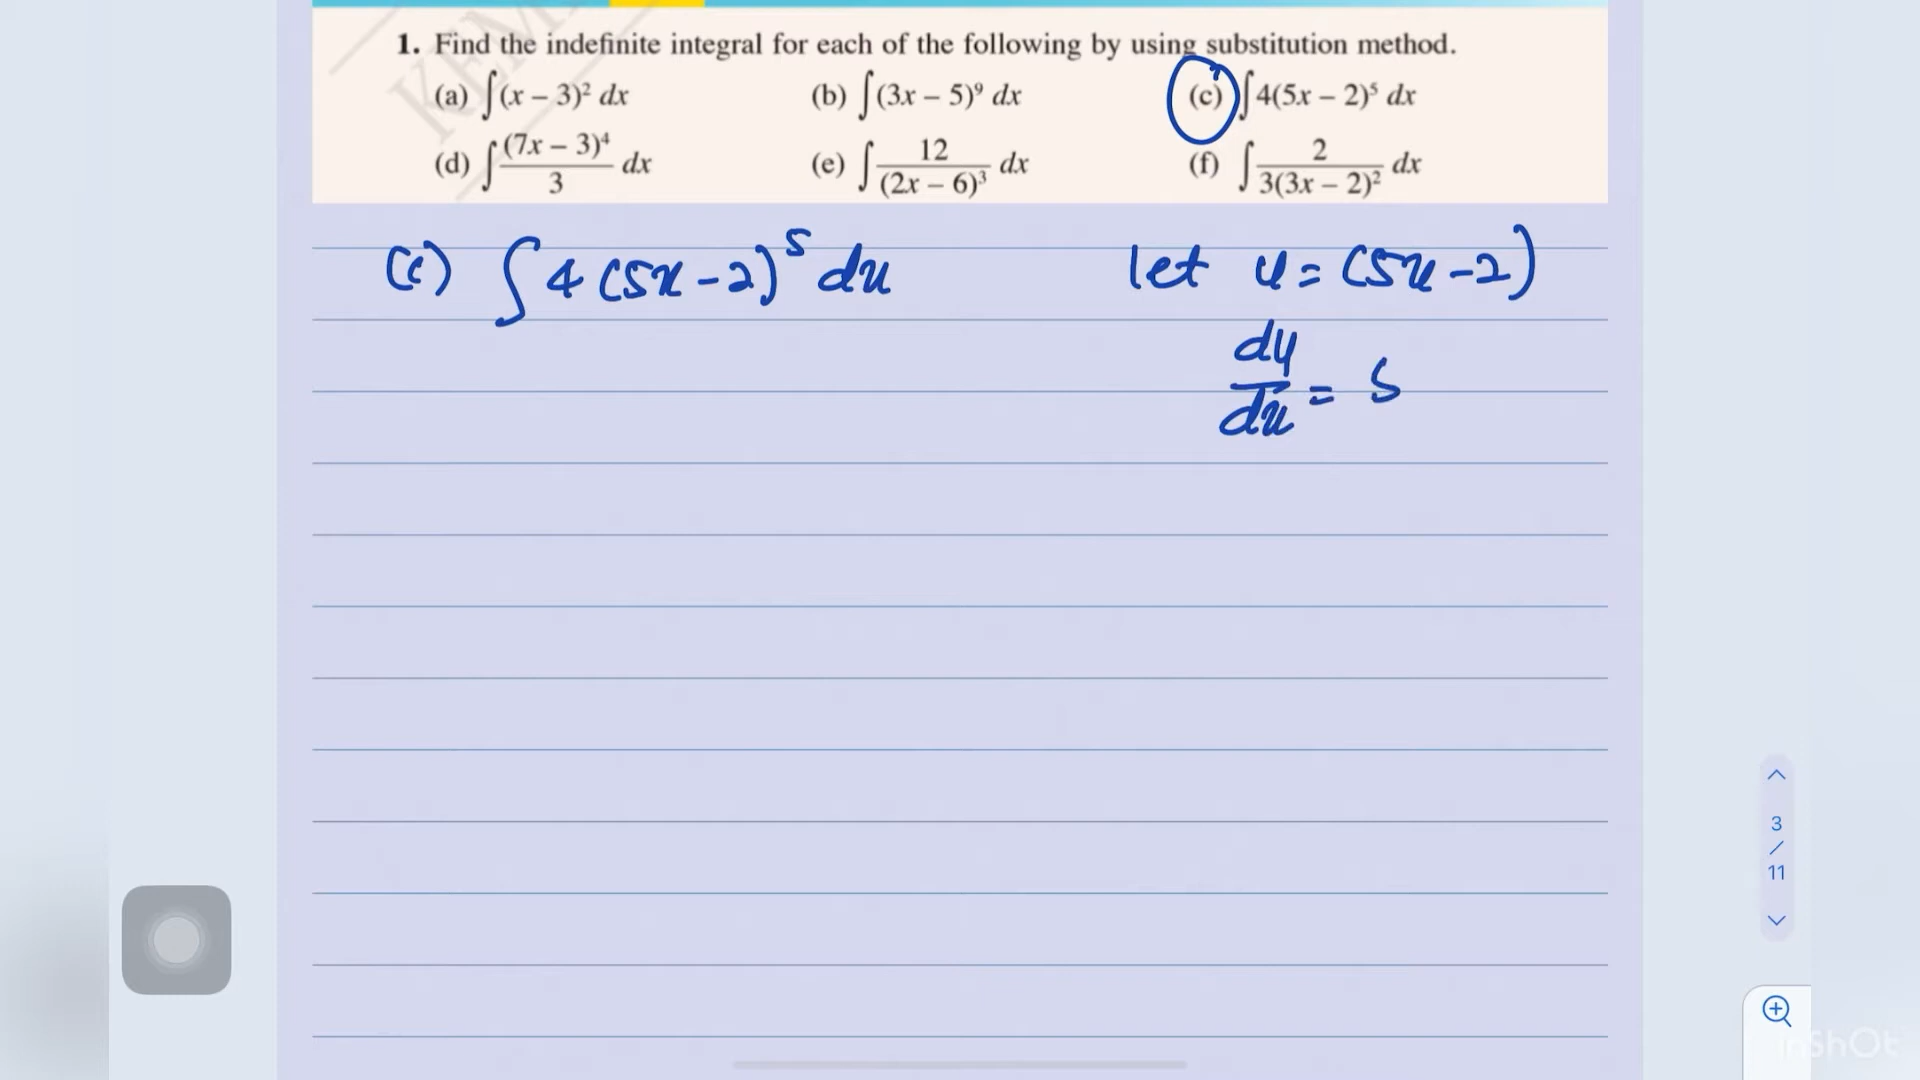 1. Find the indefinite integral for each of the following by using substitution method.
(a) ∫(x – 3)² dx (b) ∫(3x – 5)⁹ dx (c) ∫4(5x – 2)⁵ dx
(d) ∫ (7x – 3)⁴ / 3 dx (e) ∫ 12 / (2x – 6)³ dx (f) ∫ 2 / 3(3x – 2)² dx
(c) ∫ 4 (5x - 2)⁵ dx let u = (5x - 2)
du/dx = 5
3
/
11